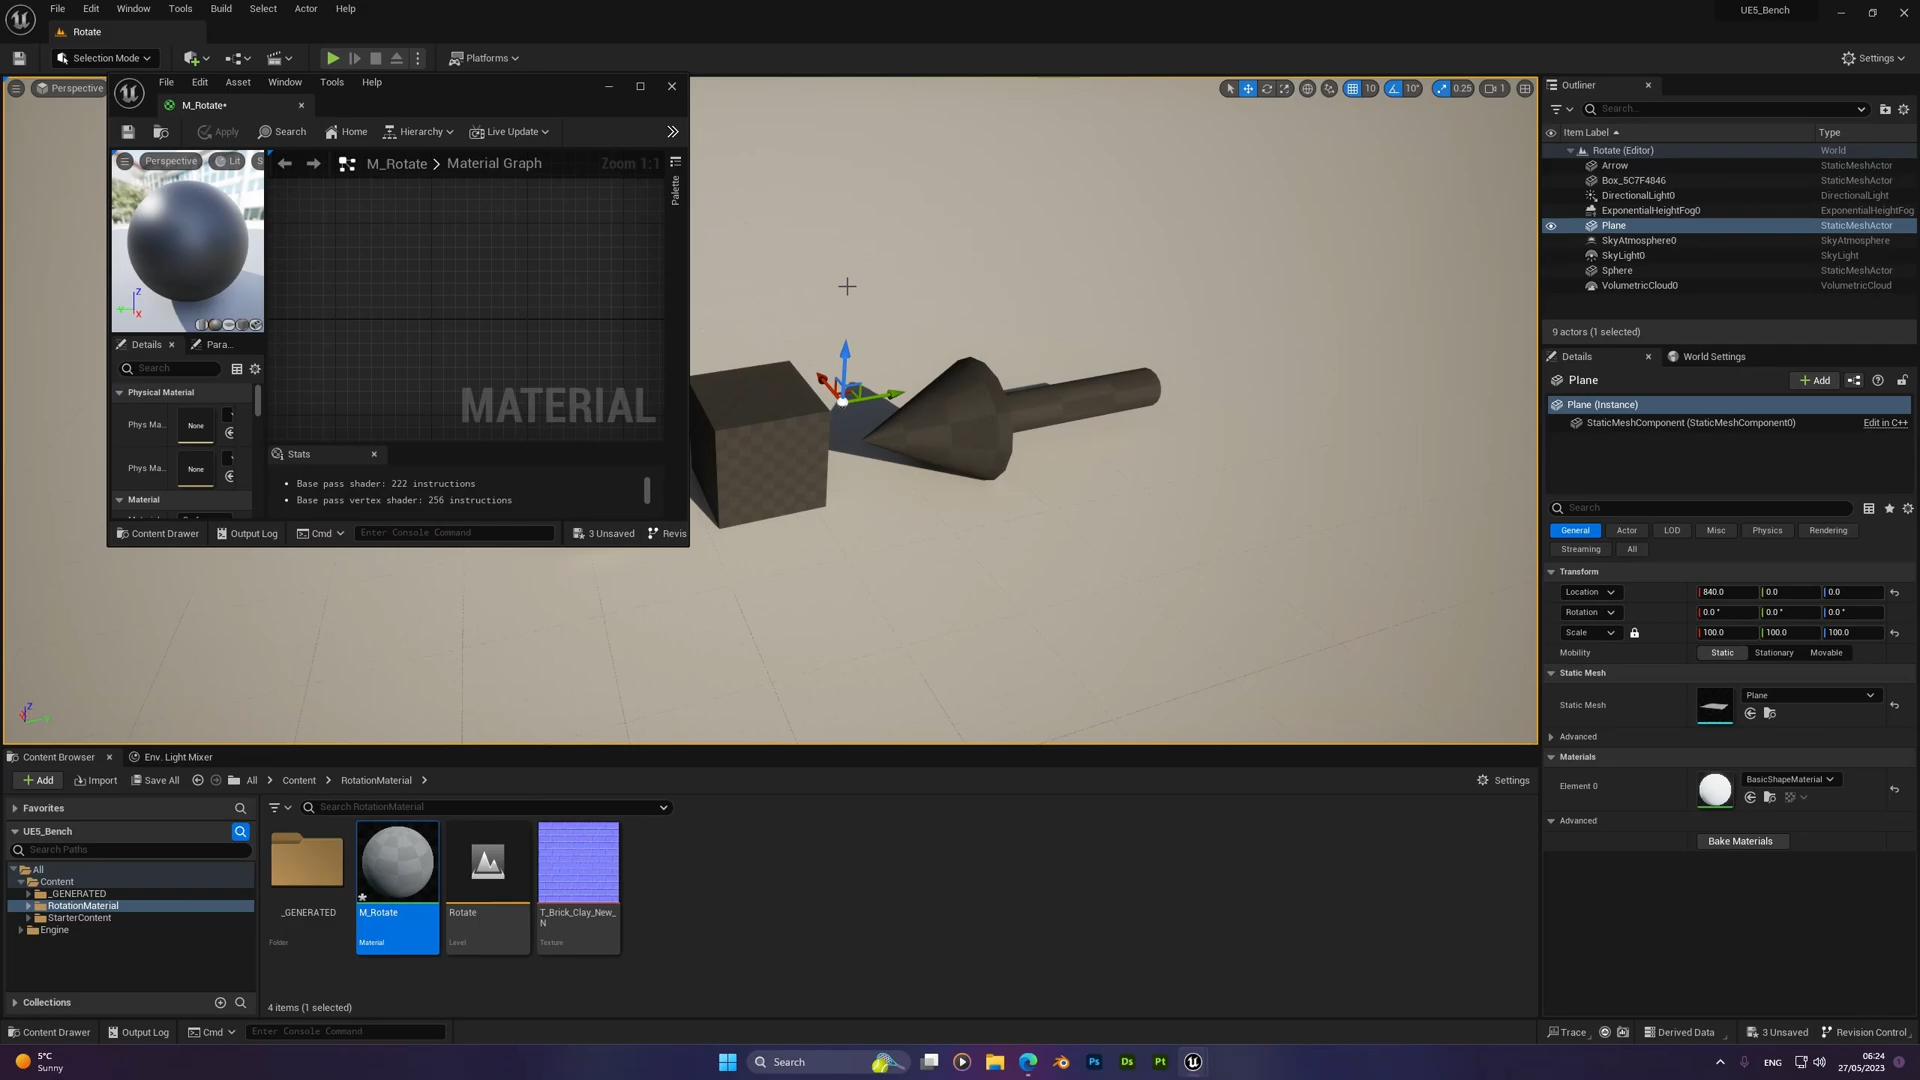 File Edit Window Tools Build Select Actor Help
UE5_Bench
Rotate
Selection Mode
Platforms
Settings
Perspective
10
10°
0.25
1
File Edit Asset Window Tools Help
M_Rotate*
Apply Search Home Hierarchy Live Update
Perspective Lit
M_Rotate > Material Graph
Zoom 1:1
Palette
Z
X
Details Para...
Search
Physical Material
Phys Ma... None
Phys Ma... None
Material
MATERIAL
Stats
Base pass shader: 222 instructions
Base pass vertex shader: 256 instructions
Content Drawer Output Log Cmd Enter Console Command 3 Unsaved Revis
Outliner
Search...
Item Label Type
Rotate (Editor) World
Arrow StaticMeshActor
Box_5C7F4846 StaticMeshActor
DirectionalLight0 DirectionalLight
ExponentialHeightFog0 ExponentialHeightFog
Plane StaticMeshActor
SkyAtmosphere0 SkyAtmosphere
SkyLight0 SkyLight
Sphere StaticMeshActor
VolumetricCloud0 VolumetricCloud
9 actors (1 selected)
Details World Settings
Plane
+ Add
Plane (Instance)
StaticMeshComponent (StaticMeshComponent0) Edit in C++
Search
General Actor LOD Misc Physics Rendering
Streaming All
Transform
Location 840.0 0.0 0.0
Rotation 0.0° 0.0° 0.0°
Scale 100.0 100.0 100.0
Mobility Static Stationary Movable
Static Mesh
Static Mesh Plane
Advanced
Materials
Element 0 BasicShapeMaterial
Advanced
Bake Materials
Z
Content Browser Env. Light Mixer
+ Add Import Save All All > Content > RotationMaterial >
Settings
Favorites
Search RotationMaterial
UE5_Bench
Search Paths
All
Content
_GENERATED
RotationMaterial
StarterContent
Engine
Collections
_GENERATED
Folder
M_Rotate
Material
Rotate
Level
T_Brick_Clay_New_
N
Texture
4 items (1 selected)
Content Drawer Output Log Cmd Enter Console Command
Trace Derived Data 3 Unsaved Revision Control
5°C
Sunny
Search
Ps
Ds
Pt
ENG
06:24
27/05/2023